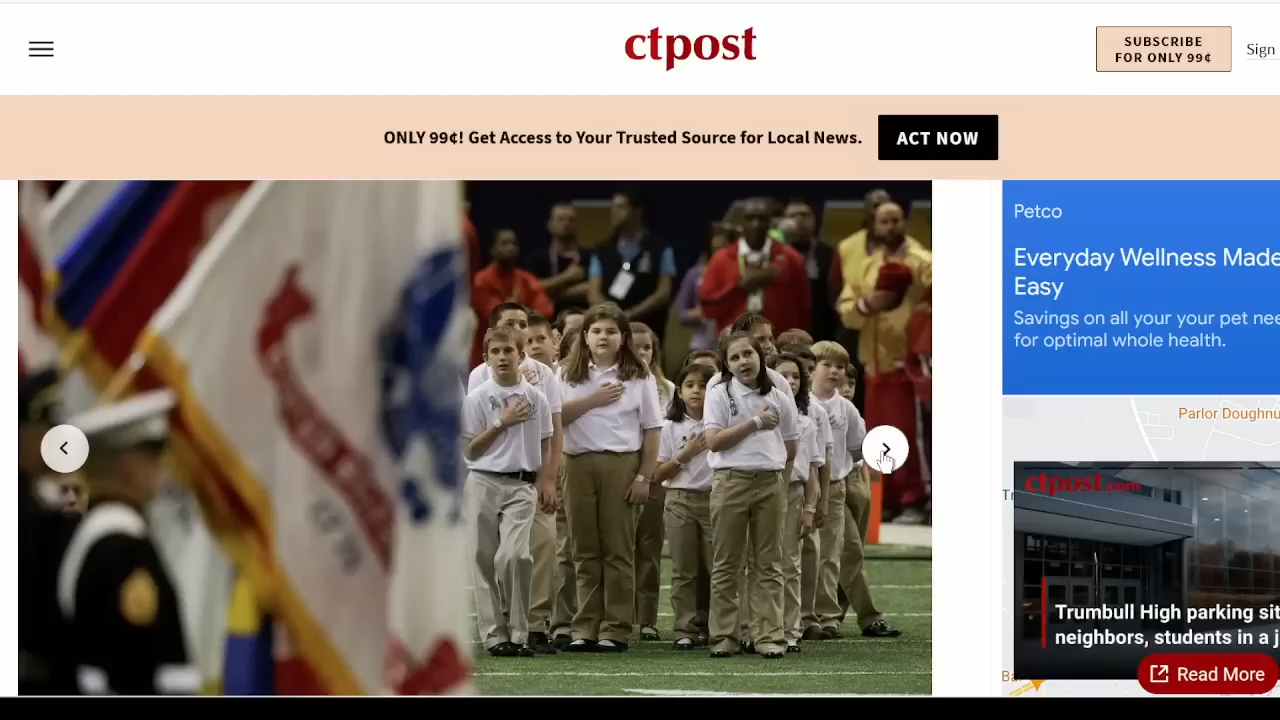 ctpost
SUBSCRIBE
FOR ONLY 99¢
Sign
ONLY 99¢! Get Access to Your Trusted Source for Local News.
ACT NOW
Petco
Everyday Wellness Made
Easy
Savings on all your your pet nee
for optimal whole health.
Parlor Doughnu
ctpost.com
Trumbull High parking sit
neighbors, students in a j
Read More